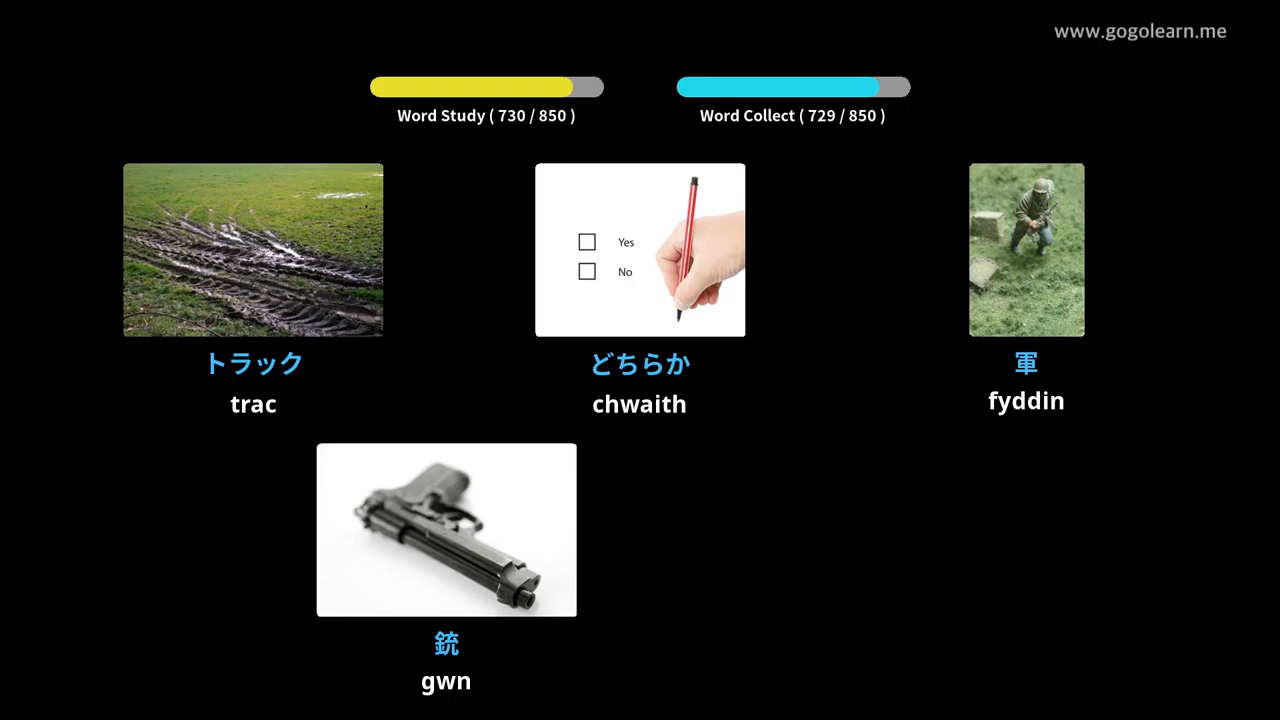 www.gogolearn.me
Word Study ( 730 / 850 )
Word Collect ( 729 / 850 )
Yes
No
トラック
どちらか
軍
trac
chwaith
fyddin
銃
gwn